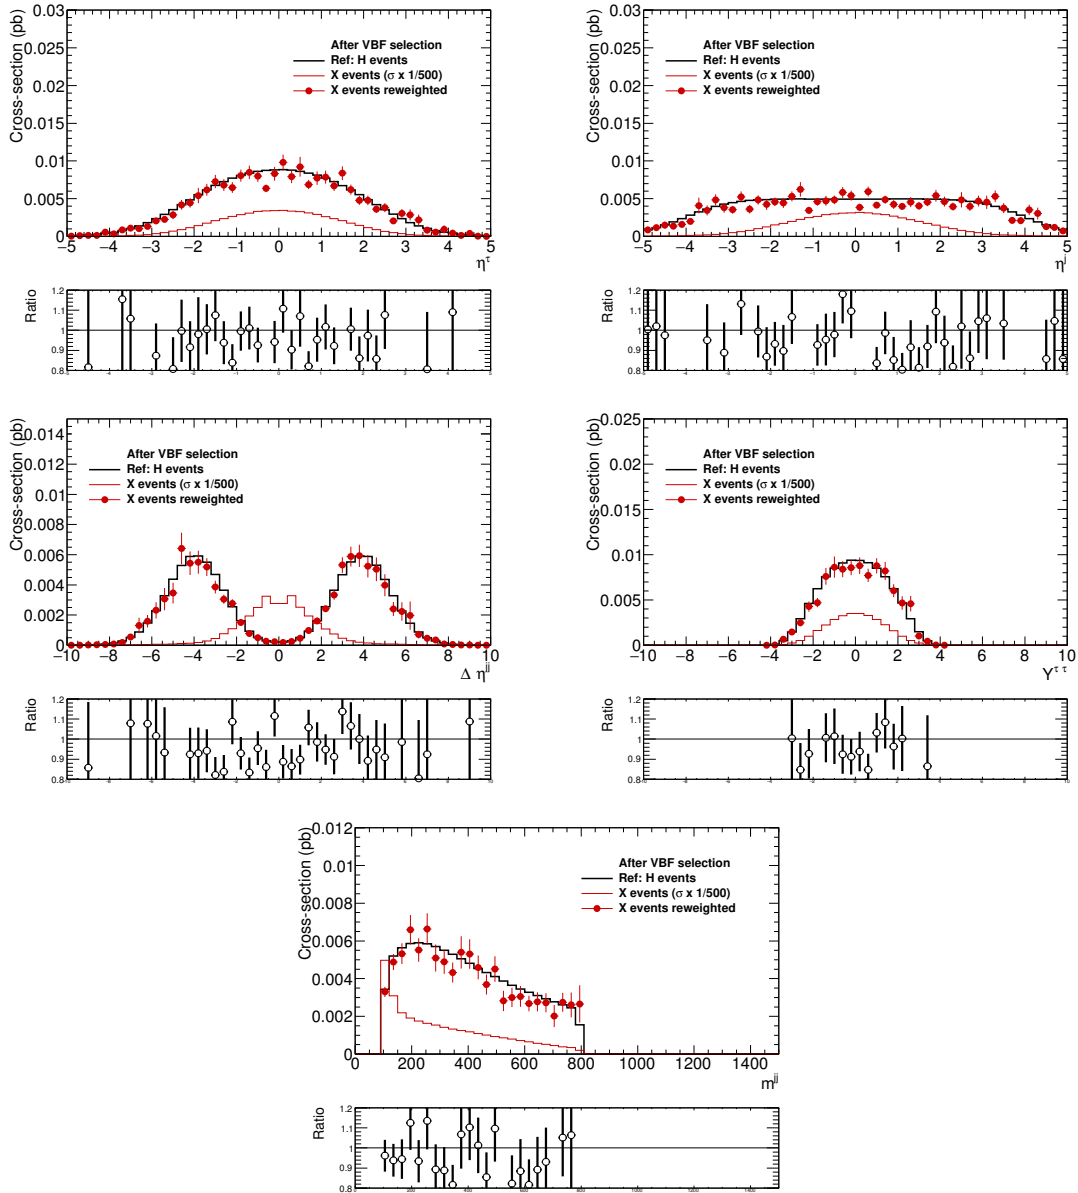 Cross-section (pb)
0.03
0.025
0.02
0.015
0.01
0.005
0
After VBF selection
Ref: H events
X events (σ x 1/500)
X events reweighted
−5 −4 −3 −2 −1 0 1 2 3 4 5
η^τ
Ratio
1.2
1.1
1
0.9
0.8
Cross-section (pb)
0.03
0.025
0.02
0.015
0.01
0.005
0
After VBF selection
Ref: H events
X events (σ x 1/500)
X events reweighted
−5 −4 −3 −2 −1 0 1 2 3 4 5
η^j
Ratio
1.2
1.1
1
0.9
0.8
Cross-section (pb)
0.014
0.012
0.01
0.008
0.006
0.004
0.002
0
After VBF selection
Ref: H events
X events (σ x 1/500)
X events reweighted
−10 −8 −6 −4 −2 0 2 4 6 8 10
Δ η^jj
Ratio
1.2
1.1
1
0.9
0.8
Cross-section (pb)
0.025
0.02
0.015
0.01
0.005
0
After VBF selection
Ref: H events
X events (σ x 1/500)
X events reweighted
−10 −8 −6 −4 −2 0 2 4 6 8 10
Y^ττ
Ratio
1.2
1.1
1
0.9
0.8
Cross-section (pb)
0.012
0.01
0.008
0.006
0.004
0.002
0
After VBF selection
Ref: H events
X events (σ x 1/500)
X events reweighted
0 200 400 600 800 1000 1200 1400
m^jj
Ratio
1.2
1.1
1
0.9
0.8
0 200 400 600 800 1000 1200 1400